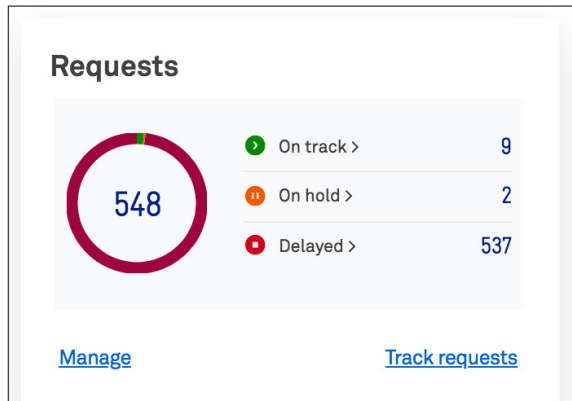 Requests
548
On track > 9
On hold > 2
Delayed > 537
Manage Track requests